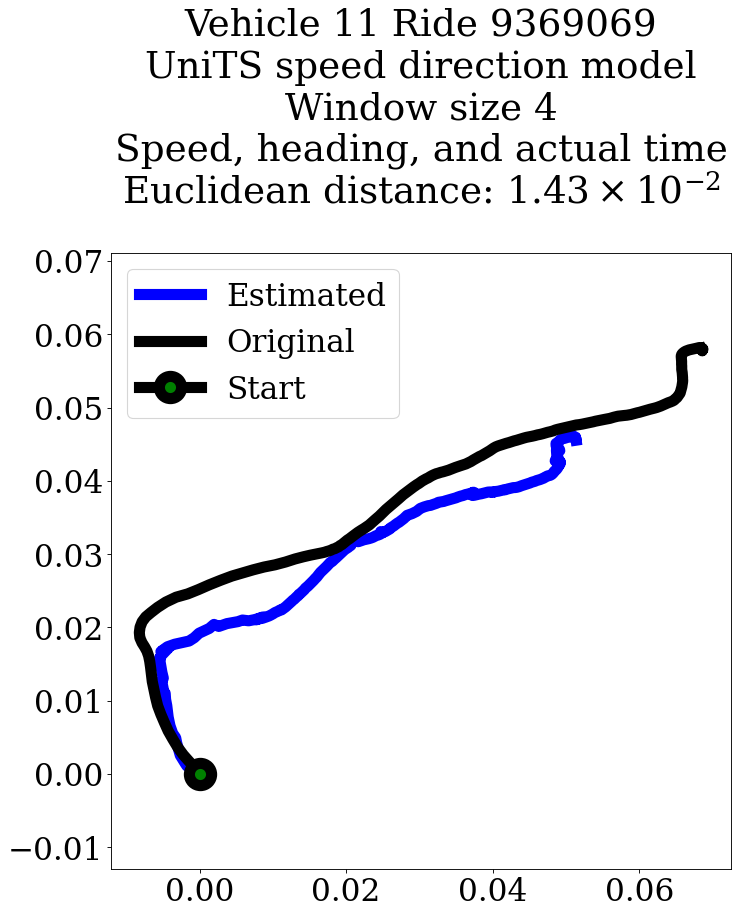 Vehicle 11 Ride 9369069
UniTS speed direction model
Window size 4
Speed, heading, and actual time
Euclidean distance: 1.43 × 10⁻²
0.07
Estimated
0.06
Original
Start
0.05
0.04
0.03
0.02
0.01
0.00
−0.01
0.00 0.02 0.04 0.06